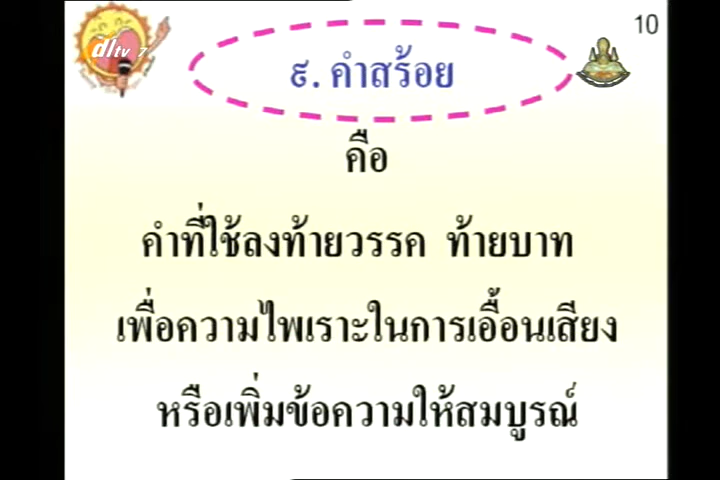 dltv 7
10
๙. คำสร้อย
คือ
คำที่ใช้ลงท้ายวรรค ท้ายบาท
เพื่อความไพเราะในการเอื้อนเสียง
หรือเพิ่มข้อความให้สมบูรณ์